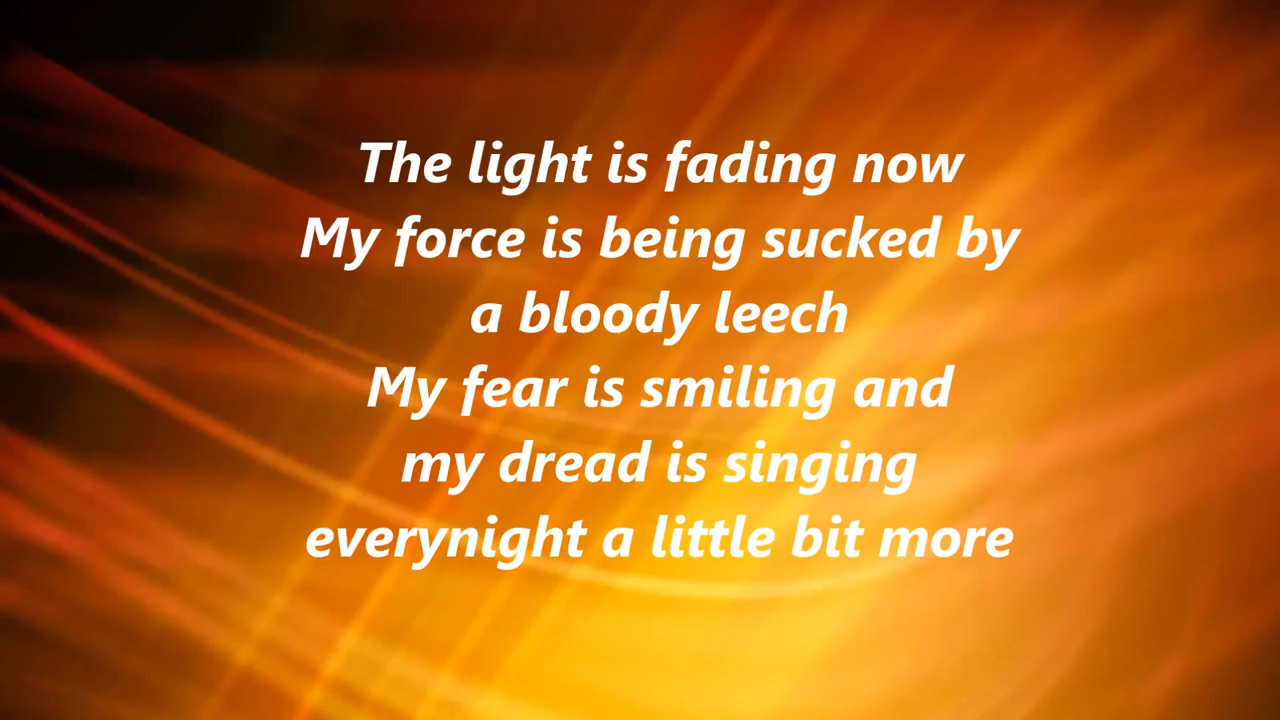 The light is fading now
My force is being sucked by
a bloody leech
My fear is smiling and
my dread is singing
everynight a little bit more